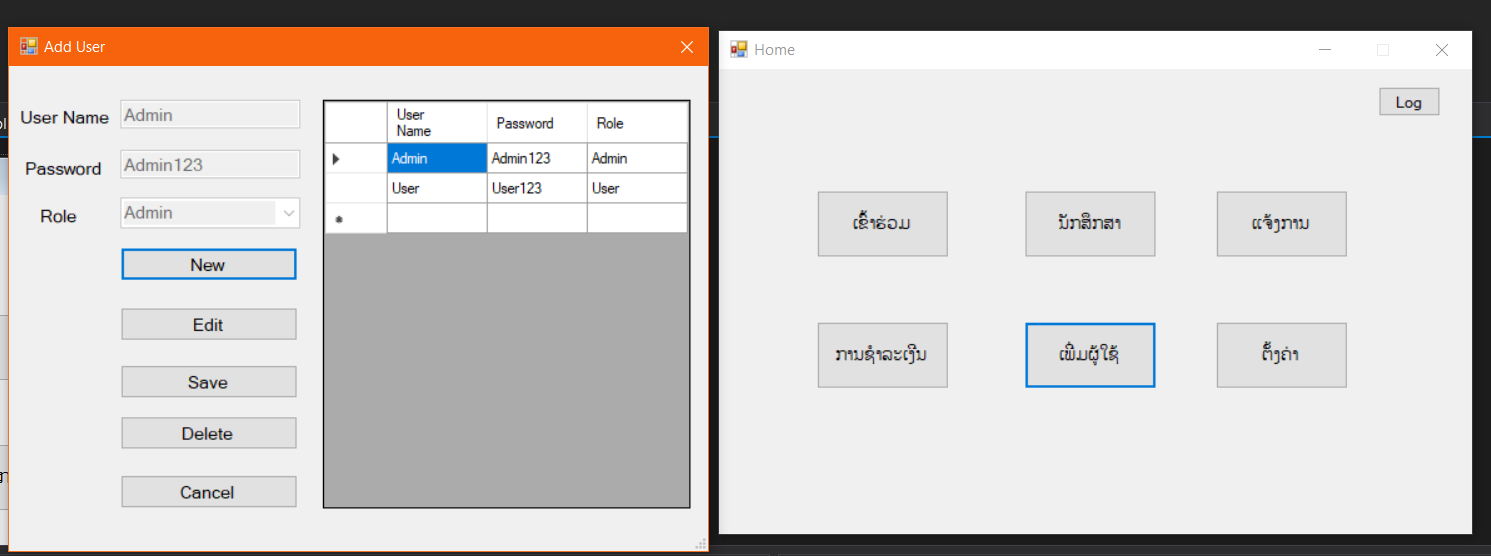 Add User
User Name
Admin
Password
Admin123
Role
Admin
New
Edit
Save
Delete
Cancel
User Name Password Role
Admin Admin123 Admin
User User123 User
Home
Log
ເຂົ້າຮ່ວມ ນັກສຶກສາ ແຈ້ງການ
ການຊຳລະເງິນ ເພີ່ມຜູ້ໃຊ້ ຕັ້ງຄ່າ